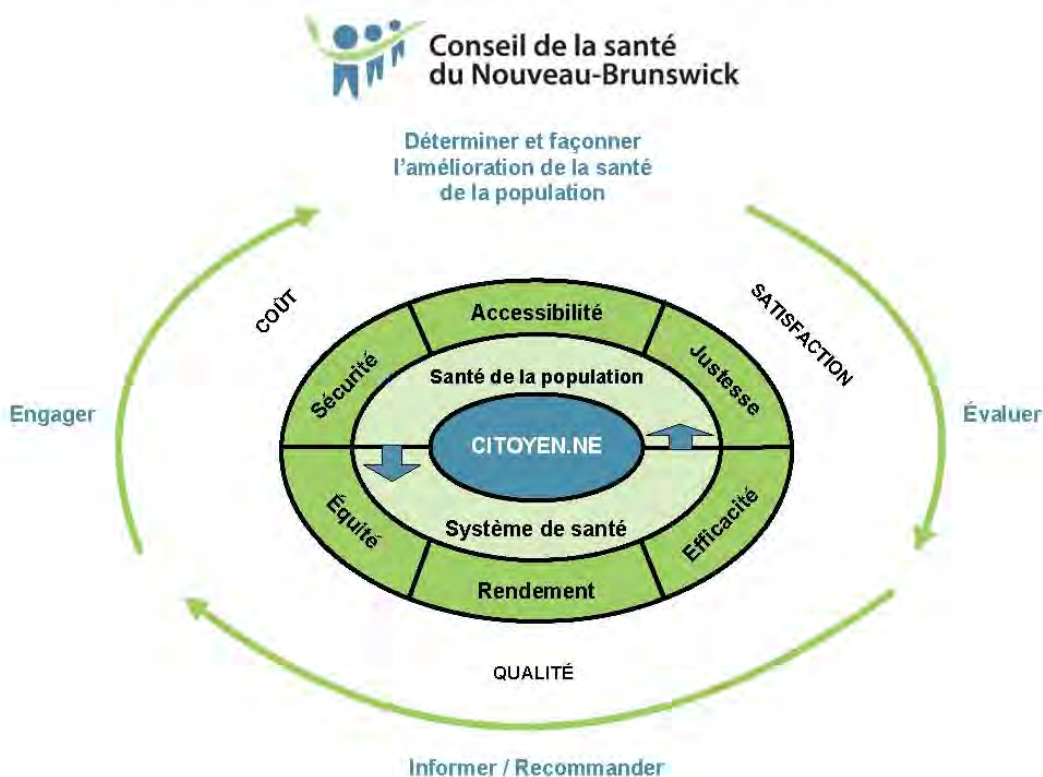 Conseil de la santé
du Nouveau-Brunswick
Déterminer et façonner
l'amélioration de la santé
de la population
COÛT
SATISFACTION
Accessibilité
Sécurité
Justesse
Santé de la population
Engager
Évaluer
CITOYEN.NE
Équité
Système de santé
Efficacité
Rendement
QUALITÉ
Informer / Recommander